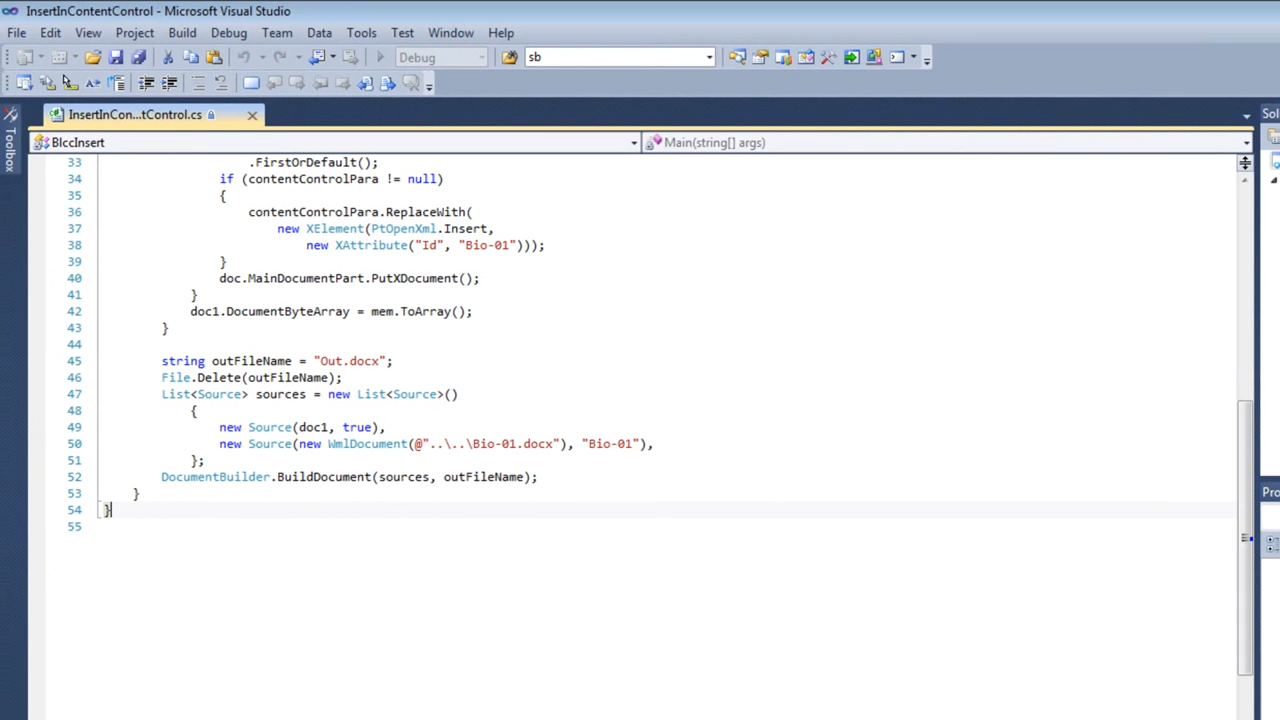 InsertInContentControl - Microsoft Visual Studio
File Edit View Project Build Debug Team Data Tools Test Window Help
Debug sb
InsertInCon...tControl.cs
Toolbox
Sol
BlccInsert Main(string[] args)
33 .FirstOrDefault();
34 if (contentControlPara != null)
35 {
36 contentControlPara.ReplaceWith(
37 new XElement(PtOpenXml.Insert,
38 new XAttribute("Id", "Bio-01")));
39 }
40 doc.MainDocumentPart.PutXDocument();
41 }
42 doc1.DocumentByteArray = mem.ToArray();
43 }
44
45 string outFileName = "Out.docx";
46 File.Delete(outFileName);
47 List<Source> sources = new List<Source>()
48 {
49 new Source(doc1, true),
50 new Source(new WmlDocument(@"..\..\Bio-01.docx"), "Bio-01"),
51 };
52 DocumentBuilder.BuildDocument(sources, outFileName);
53 }
54 }
55
Pro